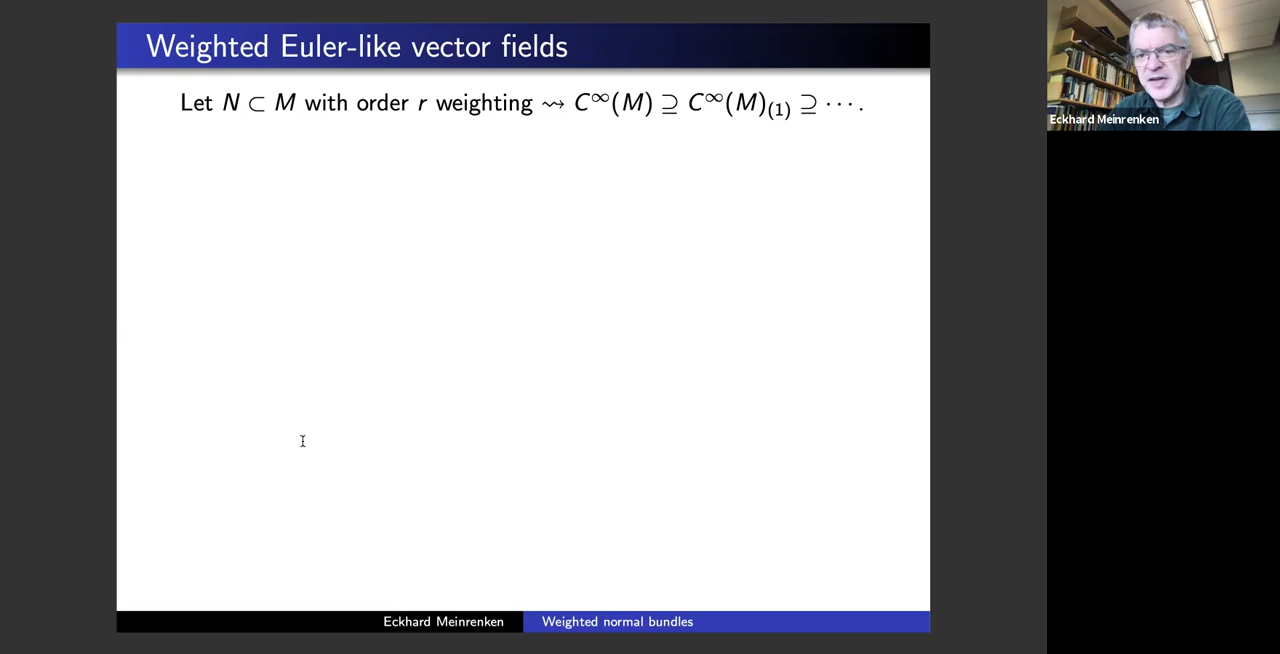 Weighted Euler-like vector fields
Let N ⊂ M with order r weighting ⇝ C∞(M) ⊇ C∞(M)₍₁₎ ⊇ ⋯.
Eckhard Meinrenken
Eckhard Meinrenken Weighted normal bundles